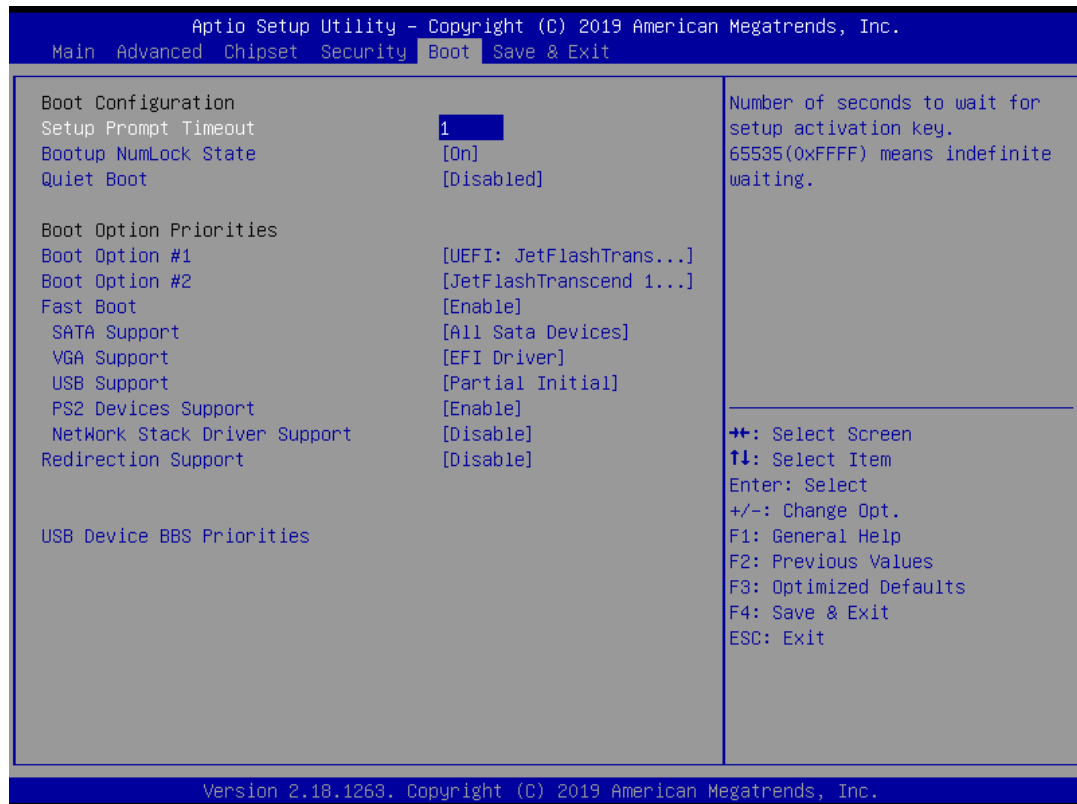 Aptio Setup Utility – Copyright (C) 2019 American Megatrends, Inc.
Main Advanced Chipset Security Boot Save & Exit
Boot Configuration
Setup Prompt Timeout 1
Bootup NumLock State [On]
Quiet Boot [Disabled]
Boot Option Priorities
Boot Option #1 [UEFI: JetFlashTrans...]
Boot Option #2 [JetFlashTranscend 1...]
Fast Boot [Enable]
SATA Support [All Sata Devices]
VGA Support [EFI Driver]
USB Support [Partial Initial]
PS2 Devices Support [Enable]
NetWork Stack Driver Support [Disable]
Redirection Support [Disable]
USB Device BBS Priorities
Number of seconds to wait for
setup activation key.
65535(0xFFFF) means indefinite
waiting.
→←: Select Screen
↑↓: Select Item
Enter: Select
+/-: Change Opt.
F1: General Help
F2: Previous Values
F3: Optimized Defaults
F4: Save & Exit
ESC: Exit
Version 2.18.1263. Copyright (C) 2019 American Megatrends, Inc.